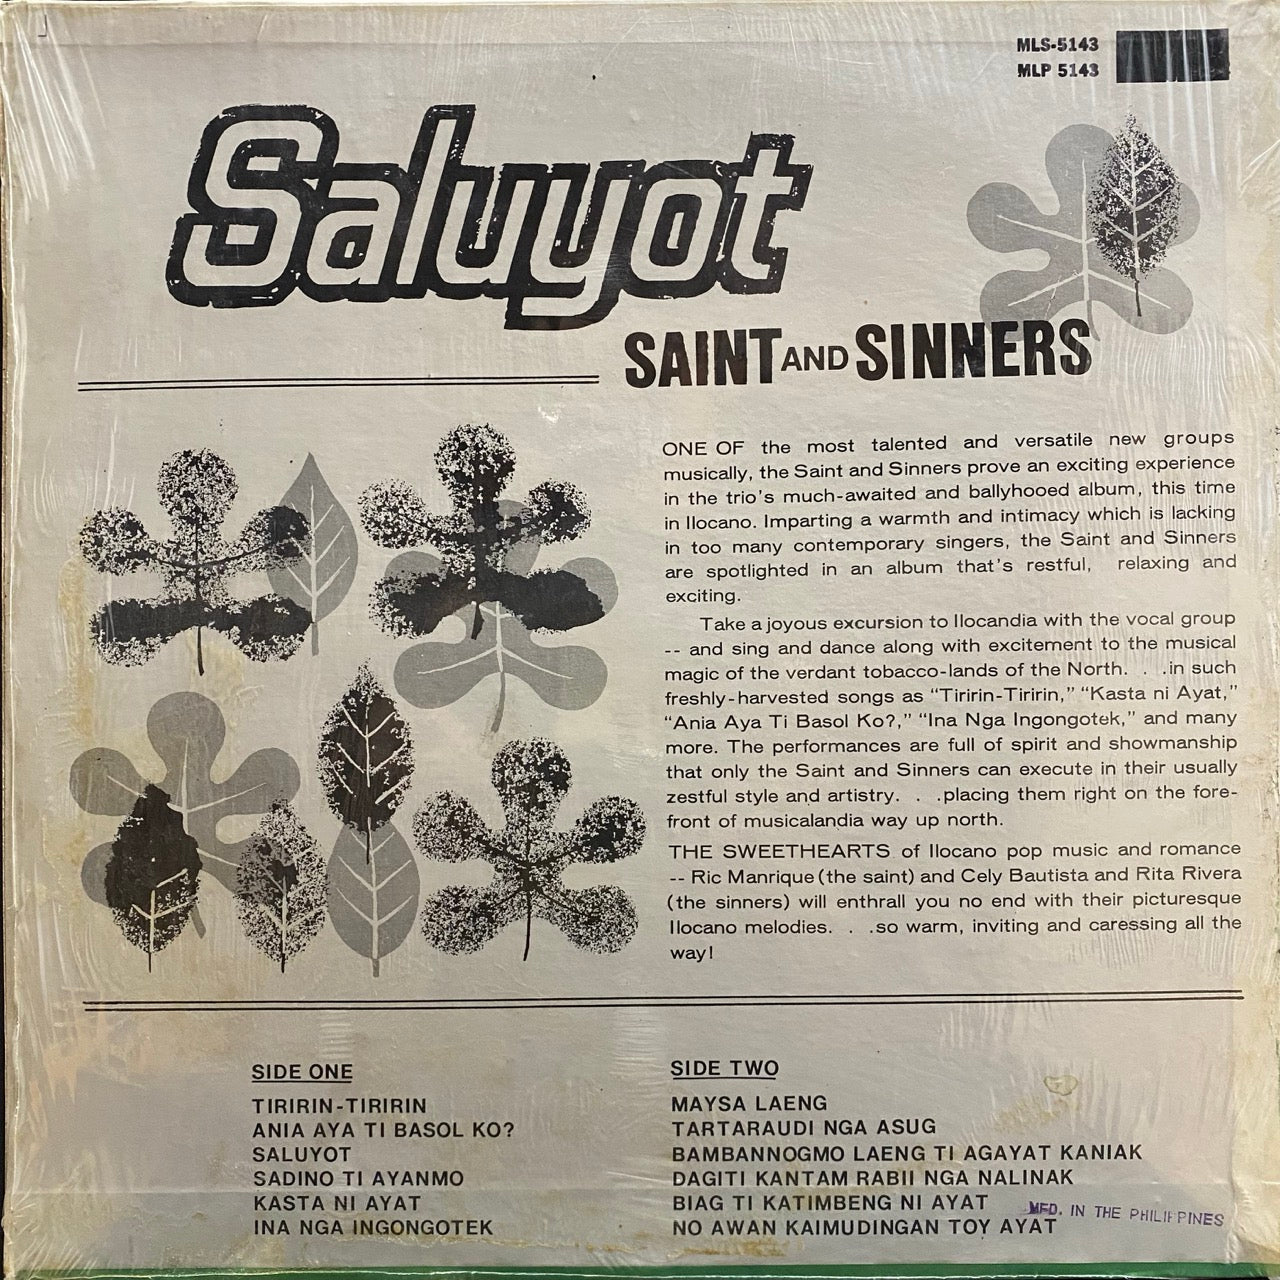 MLS-5143
MLP 5143
Saluyot
SAINT AND SINNERS
ONE OF the most talented and versatile new groups
musically, the Saint and Sinners prove an exciting experience
in the trio's much-awaited and ballyhooed album, this time
in Ilocano. Imparting a warmth and intimacy which is lacking
in too many contemporary singers, the Saint and Sinners
are spotlighted in an album that's restful, relaxing and
exciting.
Take a joyous excursion to Ilocandia with the vocal group
-- and sing and dance along with excitement to the musical
magic of the verdant tobacco-lands of the North. . .in such
freshly-harvested songs as "Tiririn-Tiririn," "Kasta ni Ayat,"
"Ania Aya Ti Basol Ko?," "Ina Nga Ingongotek," and many
more. The performances are full of spirit and showmanship
that only the Saint and Sinners can execute in their usually
zestful style and artistry. . .placing them right on the fore-
front of musicalandia way up north.
THE SWEETHEARTS of Ilocano pop music and romance
-- Ric Manrique (the saint) and Cely Bautista and Rita Rivera
(the sinners) will enthrall you no end with their picturesque
Ilocano melodies. . .so warm, inviting and caressing all the
way!
SIDE ONE
TIRIRIN-TIRIRIN
ANIA AYA TI BASOL KO?
SALUYOT
SADINO TI AYANMO
KASTA NI AYAT
INA NGA INGONGOTEK
SIDE TWO
MAYSA LAENG
TARTARAUDI NGA ASUG
BAMBANNOGMO LAENG TI AGAYAT KANIAK
DAGITI KANTAM RABII NGA NALINAK
BIAG TI KATIMBENG NI AYAT
NO AWAN KAIMUDINGAN TOY AYAT
MFD. IN THE PHILIPPINES